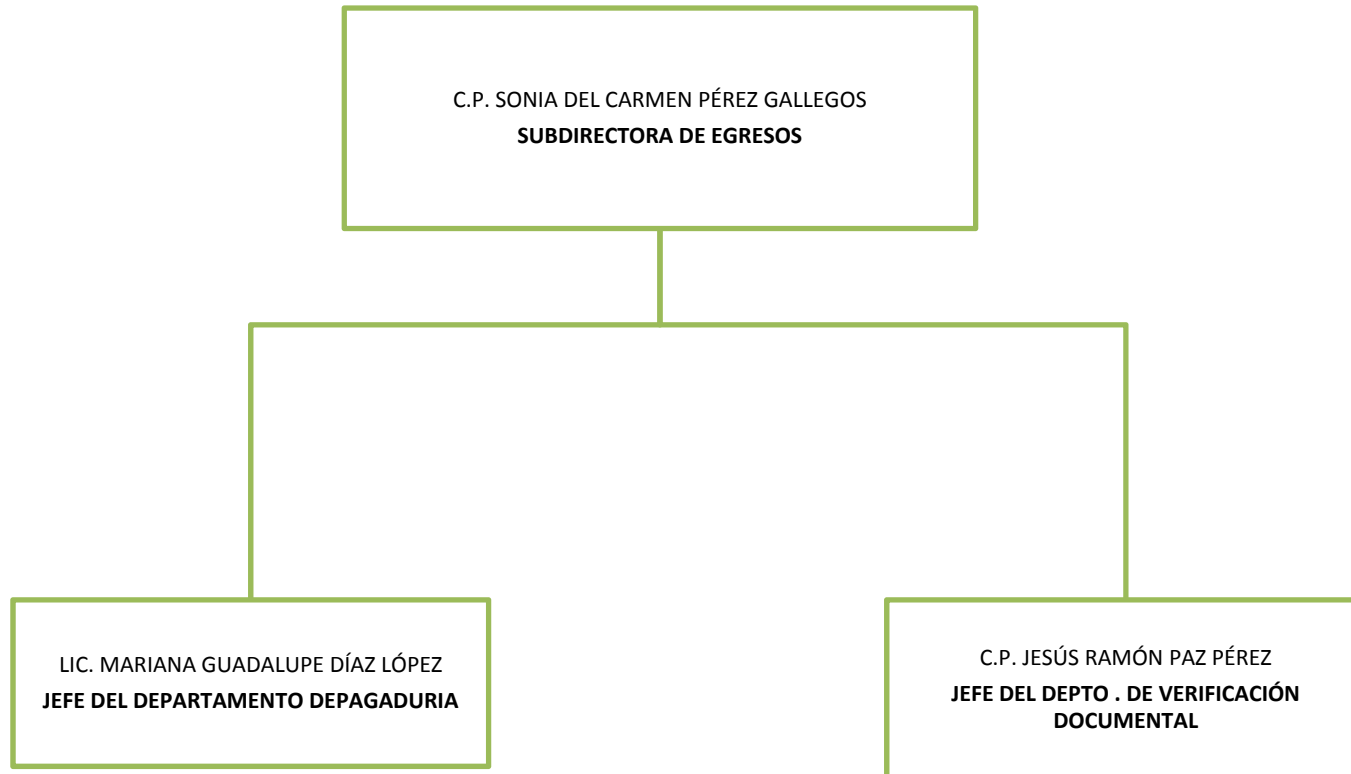 C.P. SONIA DEL CARMEN PÉREZ GALLEGOS
SUBDIRECTORA DE EGRESOS
LIC. MARIANA GUADALUPE DÍAZ LÓPEZ
JEFE DEL DEPARTAMENTO DEPAGADURIA
C.P. JESÚS RAMÓN PAZ PÉREZ
JEFE DEL DEPTO . DE VERIFICACIÓN
DOCUMENTAL